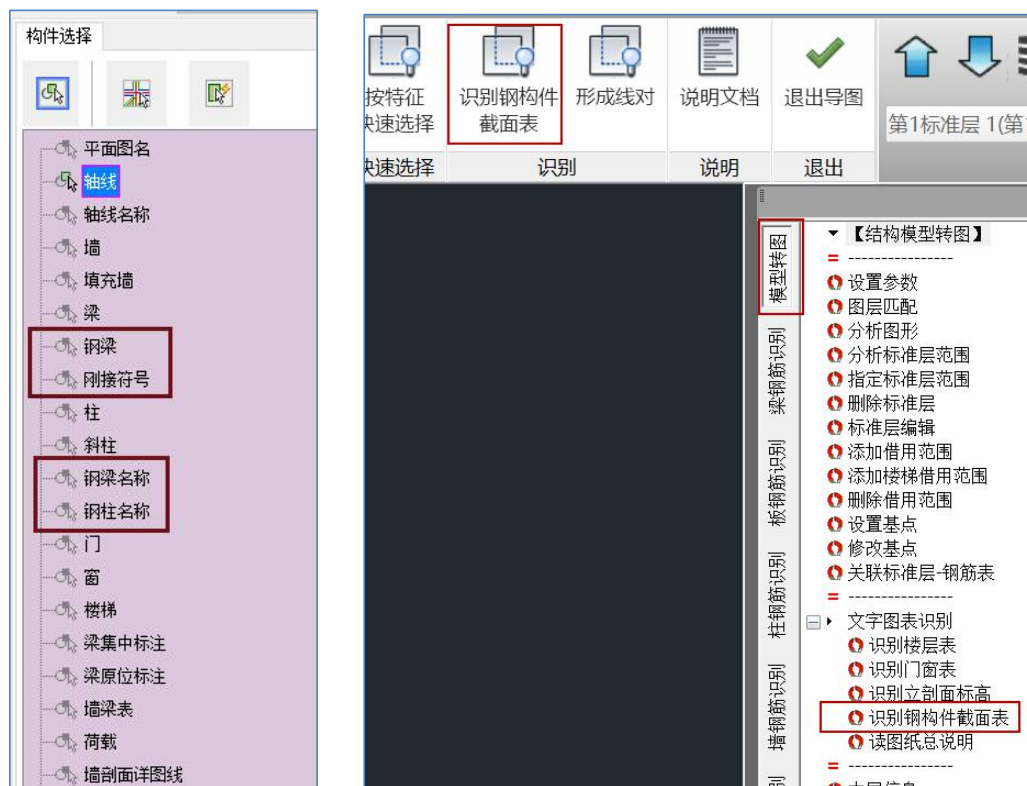 构件选择
平面图名
轴线
轴线名称
墙
填充墙
梁
钢梁
刚接符号
柱
斜柱
钢梁名称
钢柱名称
门
窗
楼梯
梁集中标注
梁原位标注
墙梁表
荷载
墙剖面详图线
按特征
快速选择
识别钢构件
截面表
形成线对
说明文档
退出导图
第1标准层 1(第1
快速选择
识别
说明
退出
模型转图
梁钢筋识别
板钢筋识别
柱钢筋识别
墙钢筋识别
【结构模型转图】
= ----------------
设置参数
图层匹配
分析图形
分析标准层范围
指定标准层范围
删除标准层
标准层编辑
添加借用范围
添加楼梯借用范围
删除借用范围
设置基点
修改基点
关联标准层-钢筋表
= ----------------
文字图表识别
识别楼层表
识别门窗表
识别立剖面标高
识别钢构件截面表
读图纸总说明
= ----------------